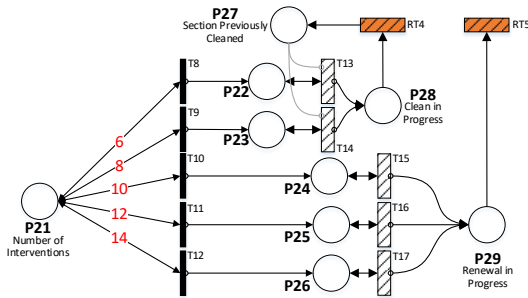 P27
Section Previously
Cleaned
RT4
RT5
T8
T13
P22
P28
Clean in
Progress
T9
P23
T14
6
8
10
12
14
T10
T15
P24
P21
Number of
Interventions
T11
T16
P25
P29
Renewal in
Progress
T12
T17
P26